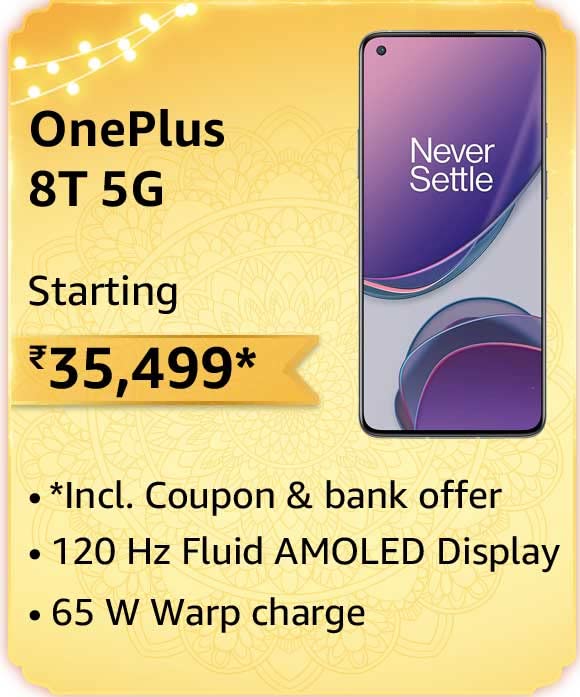 OnePlus
8T 5G
Never
Settle
Starting
₹35,499*
• *Incl. Coupon & bank offer
• 120 Hz Fluid AMOLED Display
• 65 W Warp charge